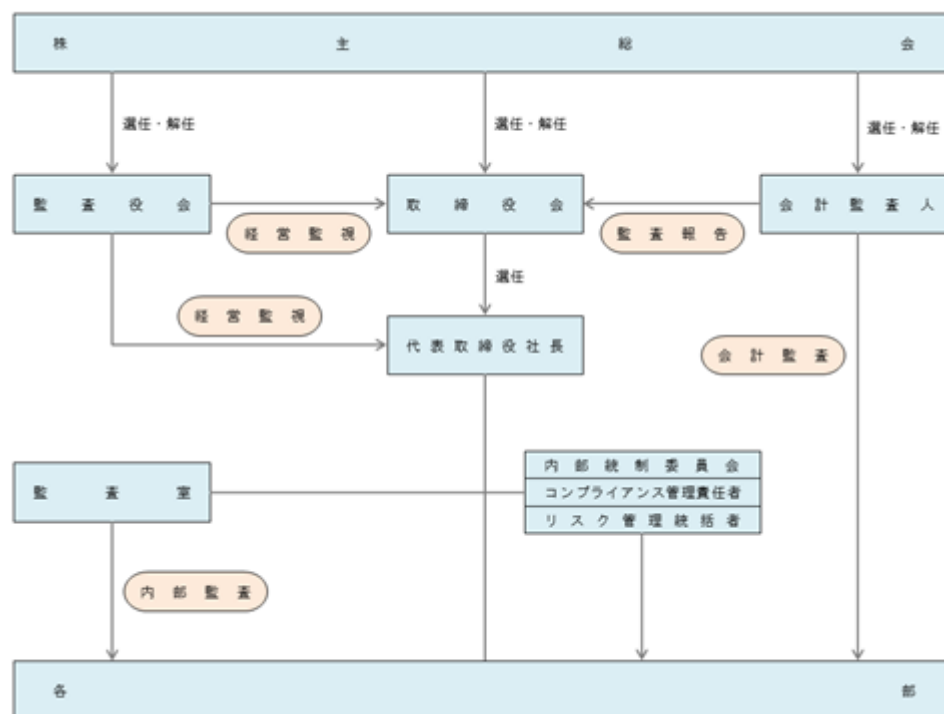 株主総会
選任・解任
選任・解任
選任・解任
監査役会
取締役会
会計監査人
経営監視
監査報告
選任
経営監視
代表取締役社長
会計監査
内部統制委員会
監査室
コンプライアンス管理責任者
リスク管理統括者
内部監査
各部